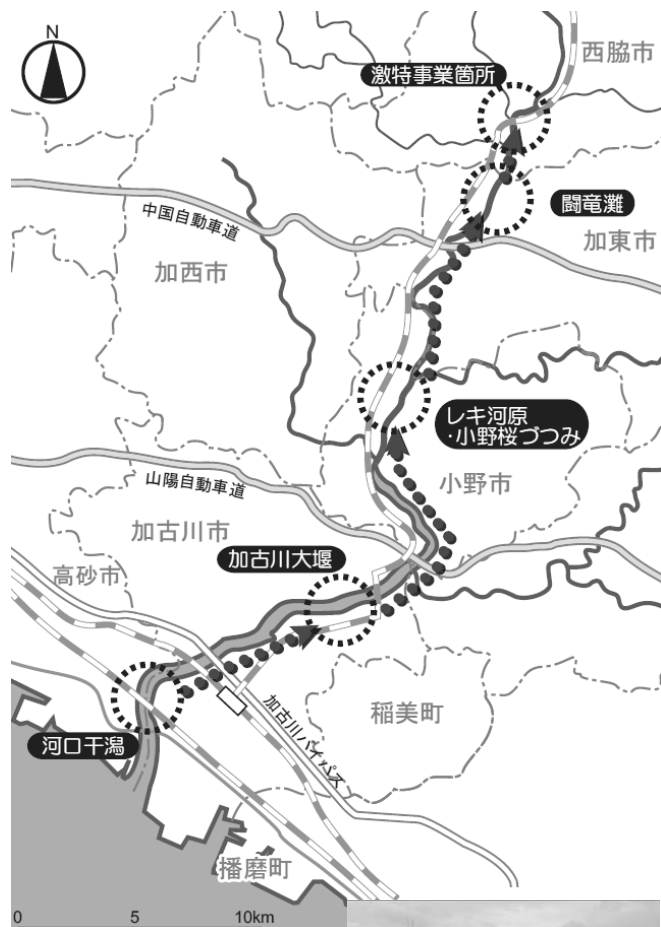 N
西脇市
激特事業箇所
闘竜灘
中国自動車道
加東市
加西市
レキ河原
・小野桜づつみ
山陽自動車道
小野市
加古川市
加古川大堰
高砂市
稲美町
加古川バイパス
河口干潟
播磨町
0 5 10km